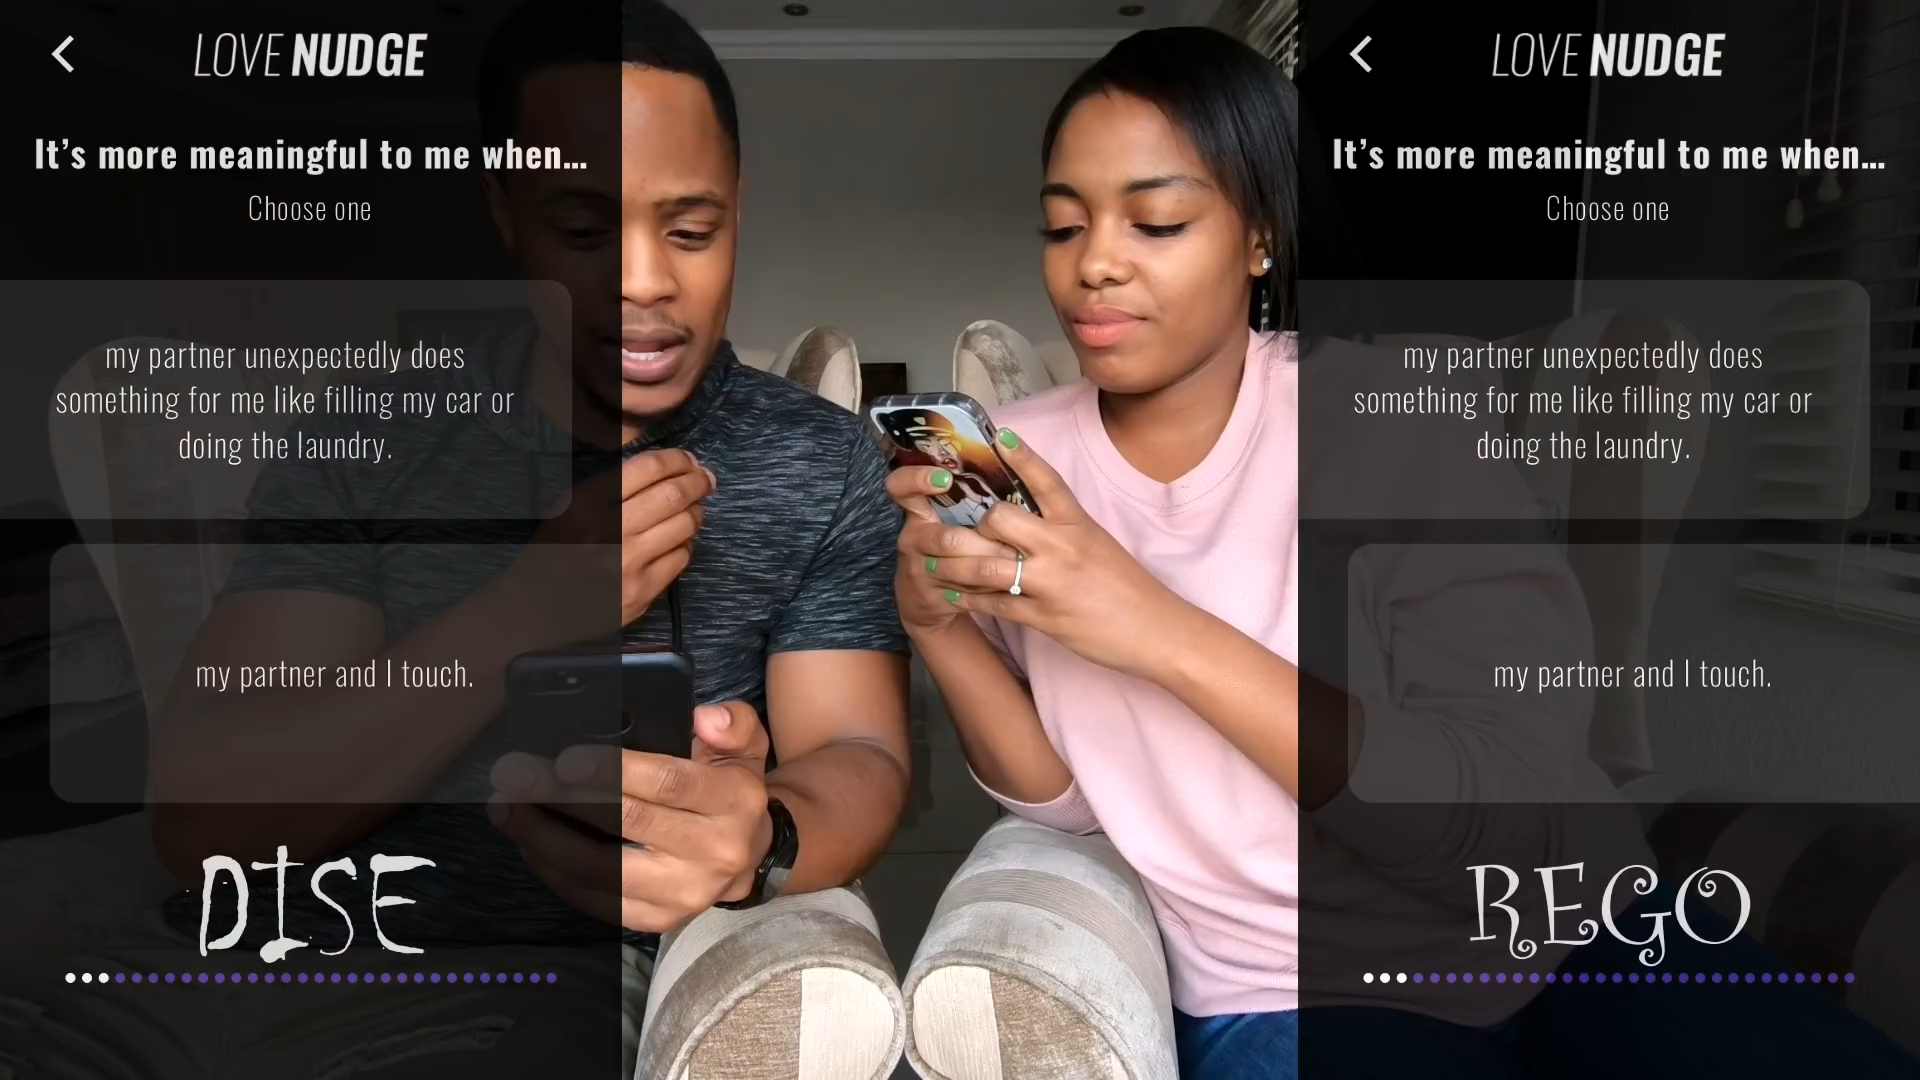 LOVE NUDGE
It’s more meaningful to me when...
Choose one
my partner unexpectedly does
something for me like filling my car or
doing the laundry.
my partner and I touch.
DISE
LOVE NUDGE
It’s more meaningful to me when...
Choose one
my partner unexpectedly does
something for me like filling my car or
doing the laundry.
my partner and I touch.
REGO